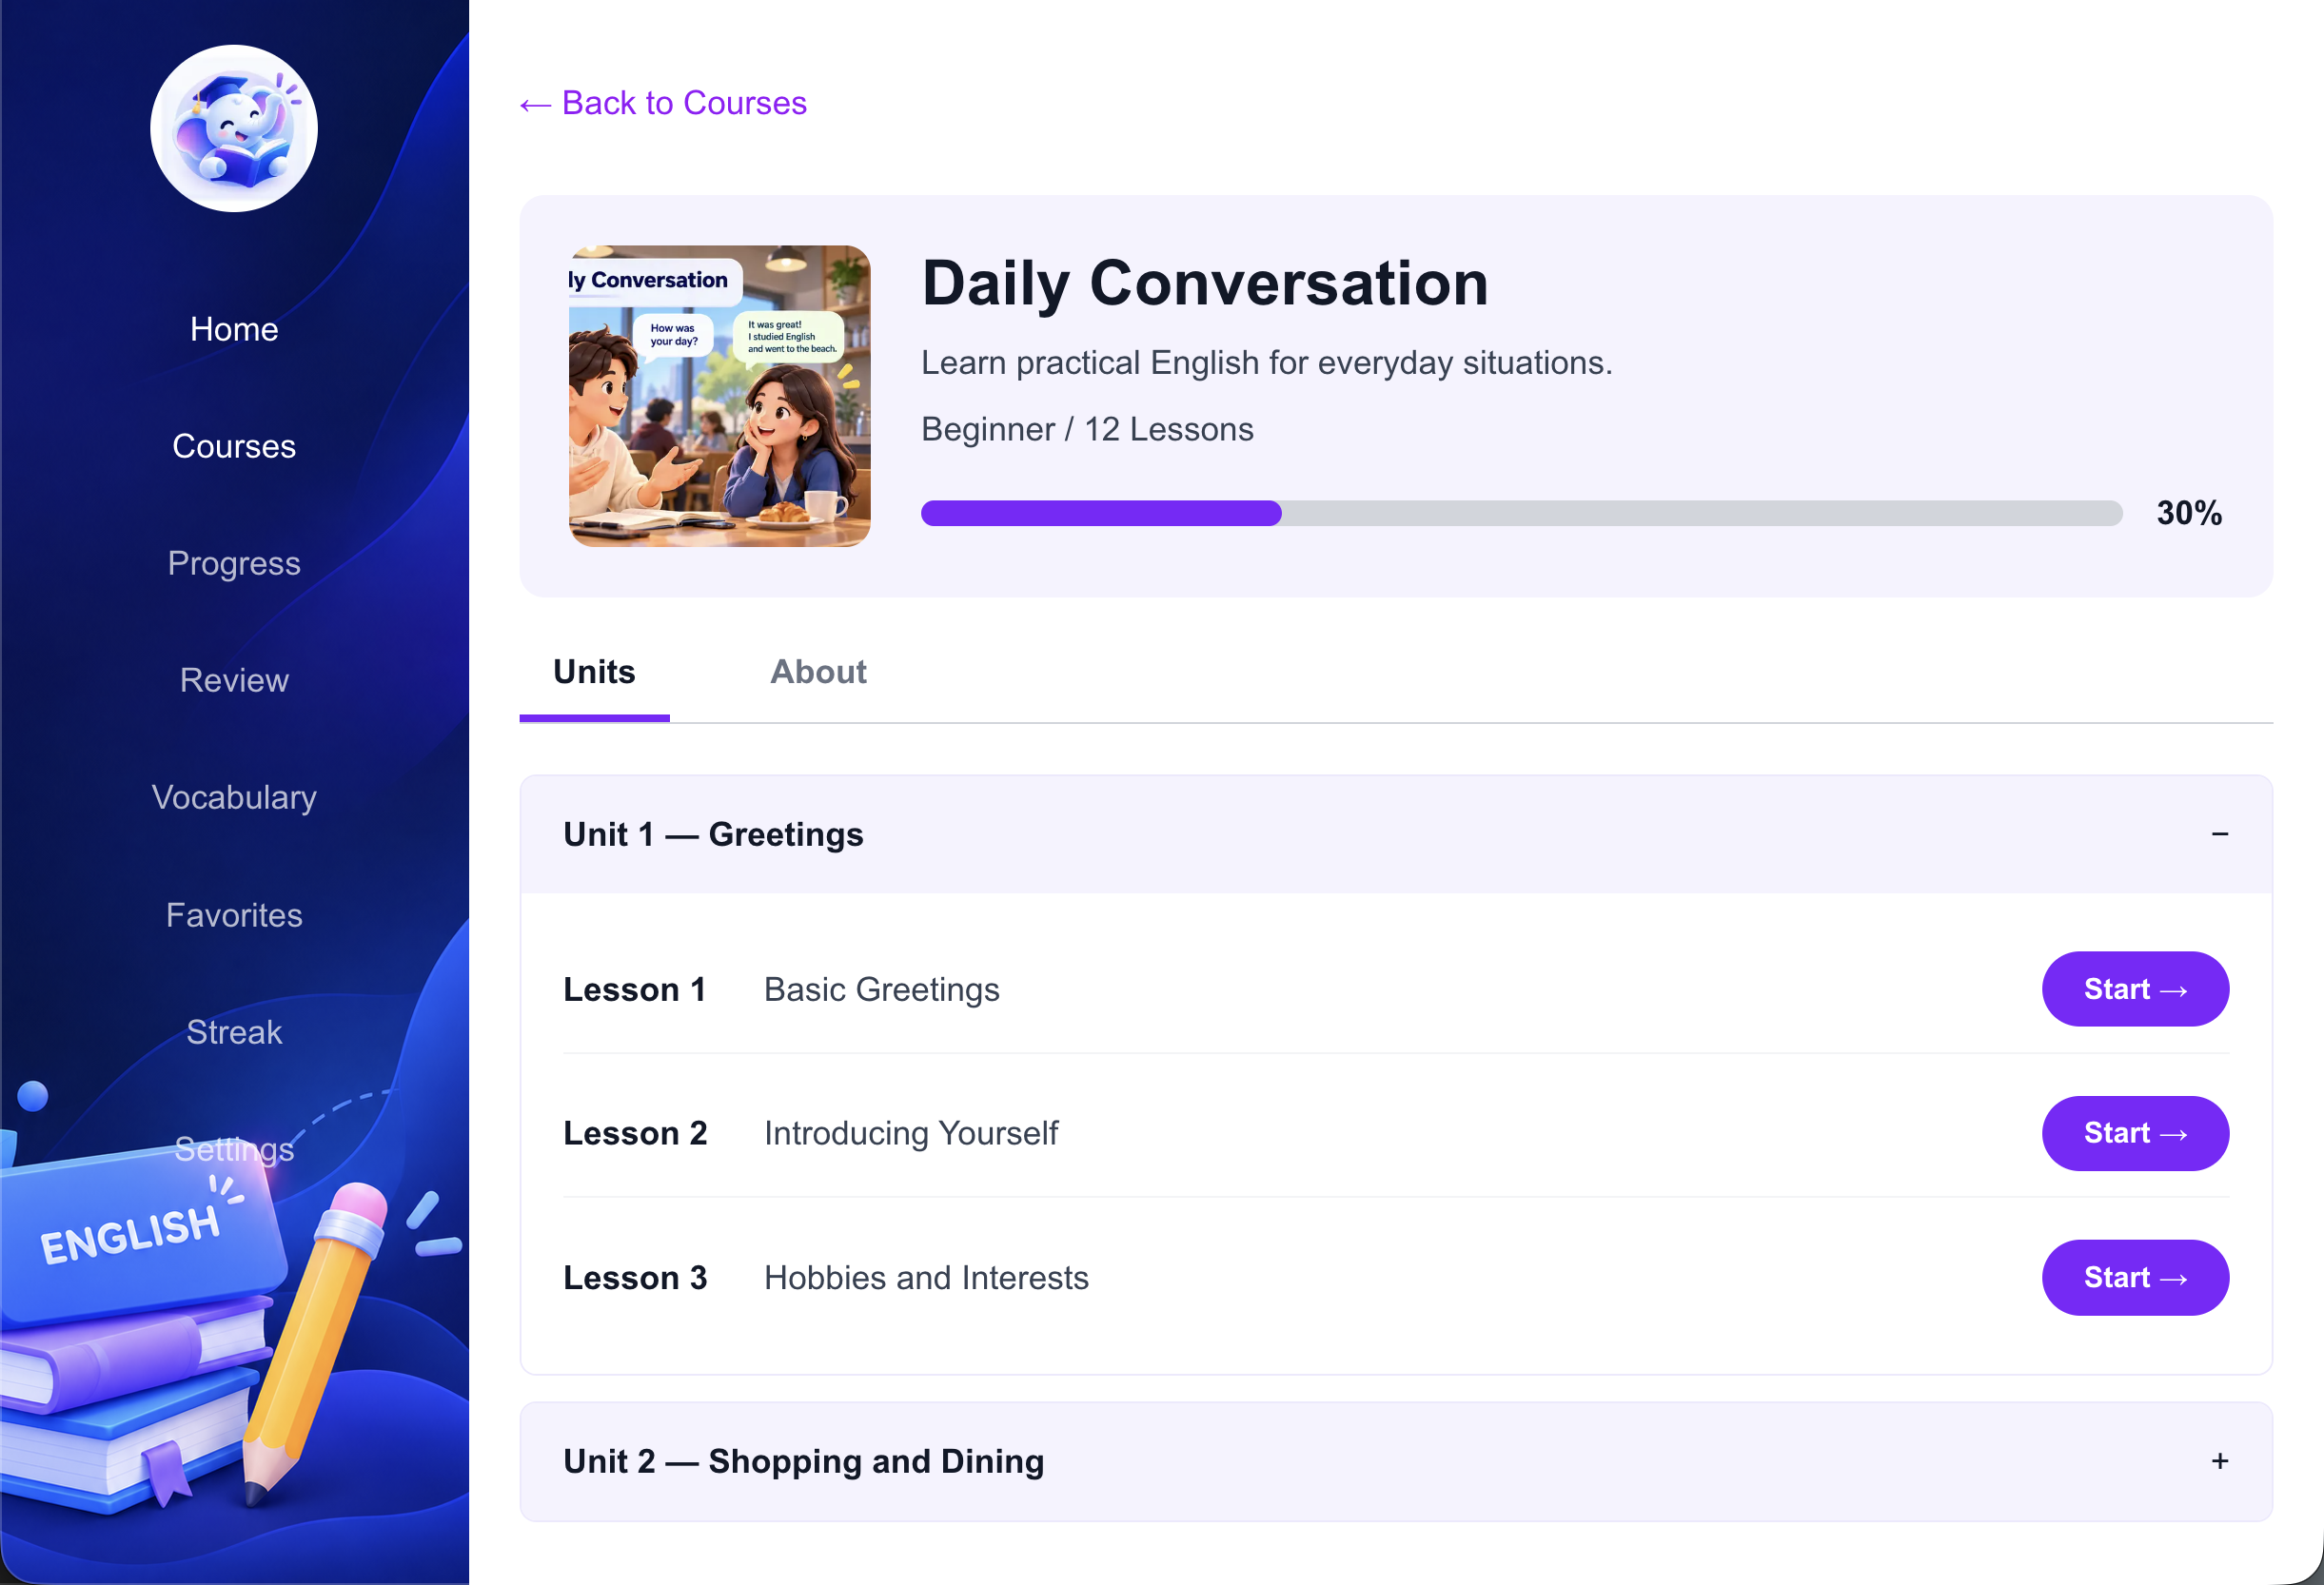 Home
Courses
Progress
Review
Vocabulary
Favorites
Streak
Settings
ENGLISH
← Back to Courses
ly Conversation
How was
your day?
It was great!
I studied English
and went to the beach.
Daily Conversation
Learn practical English for everyday situations.
Beginner / 12 Lessons
30%
Units About
Unit 1 — Greetings −
Lesson 1 Basic Greetings Start →
Lesson 2 Introducing Yourself Start →
Lesson 3 Hobbies and Interests Start →
Unit 2 — Shopping and Dining +